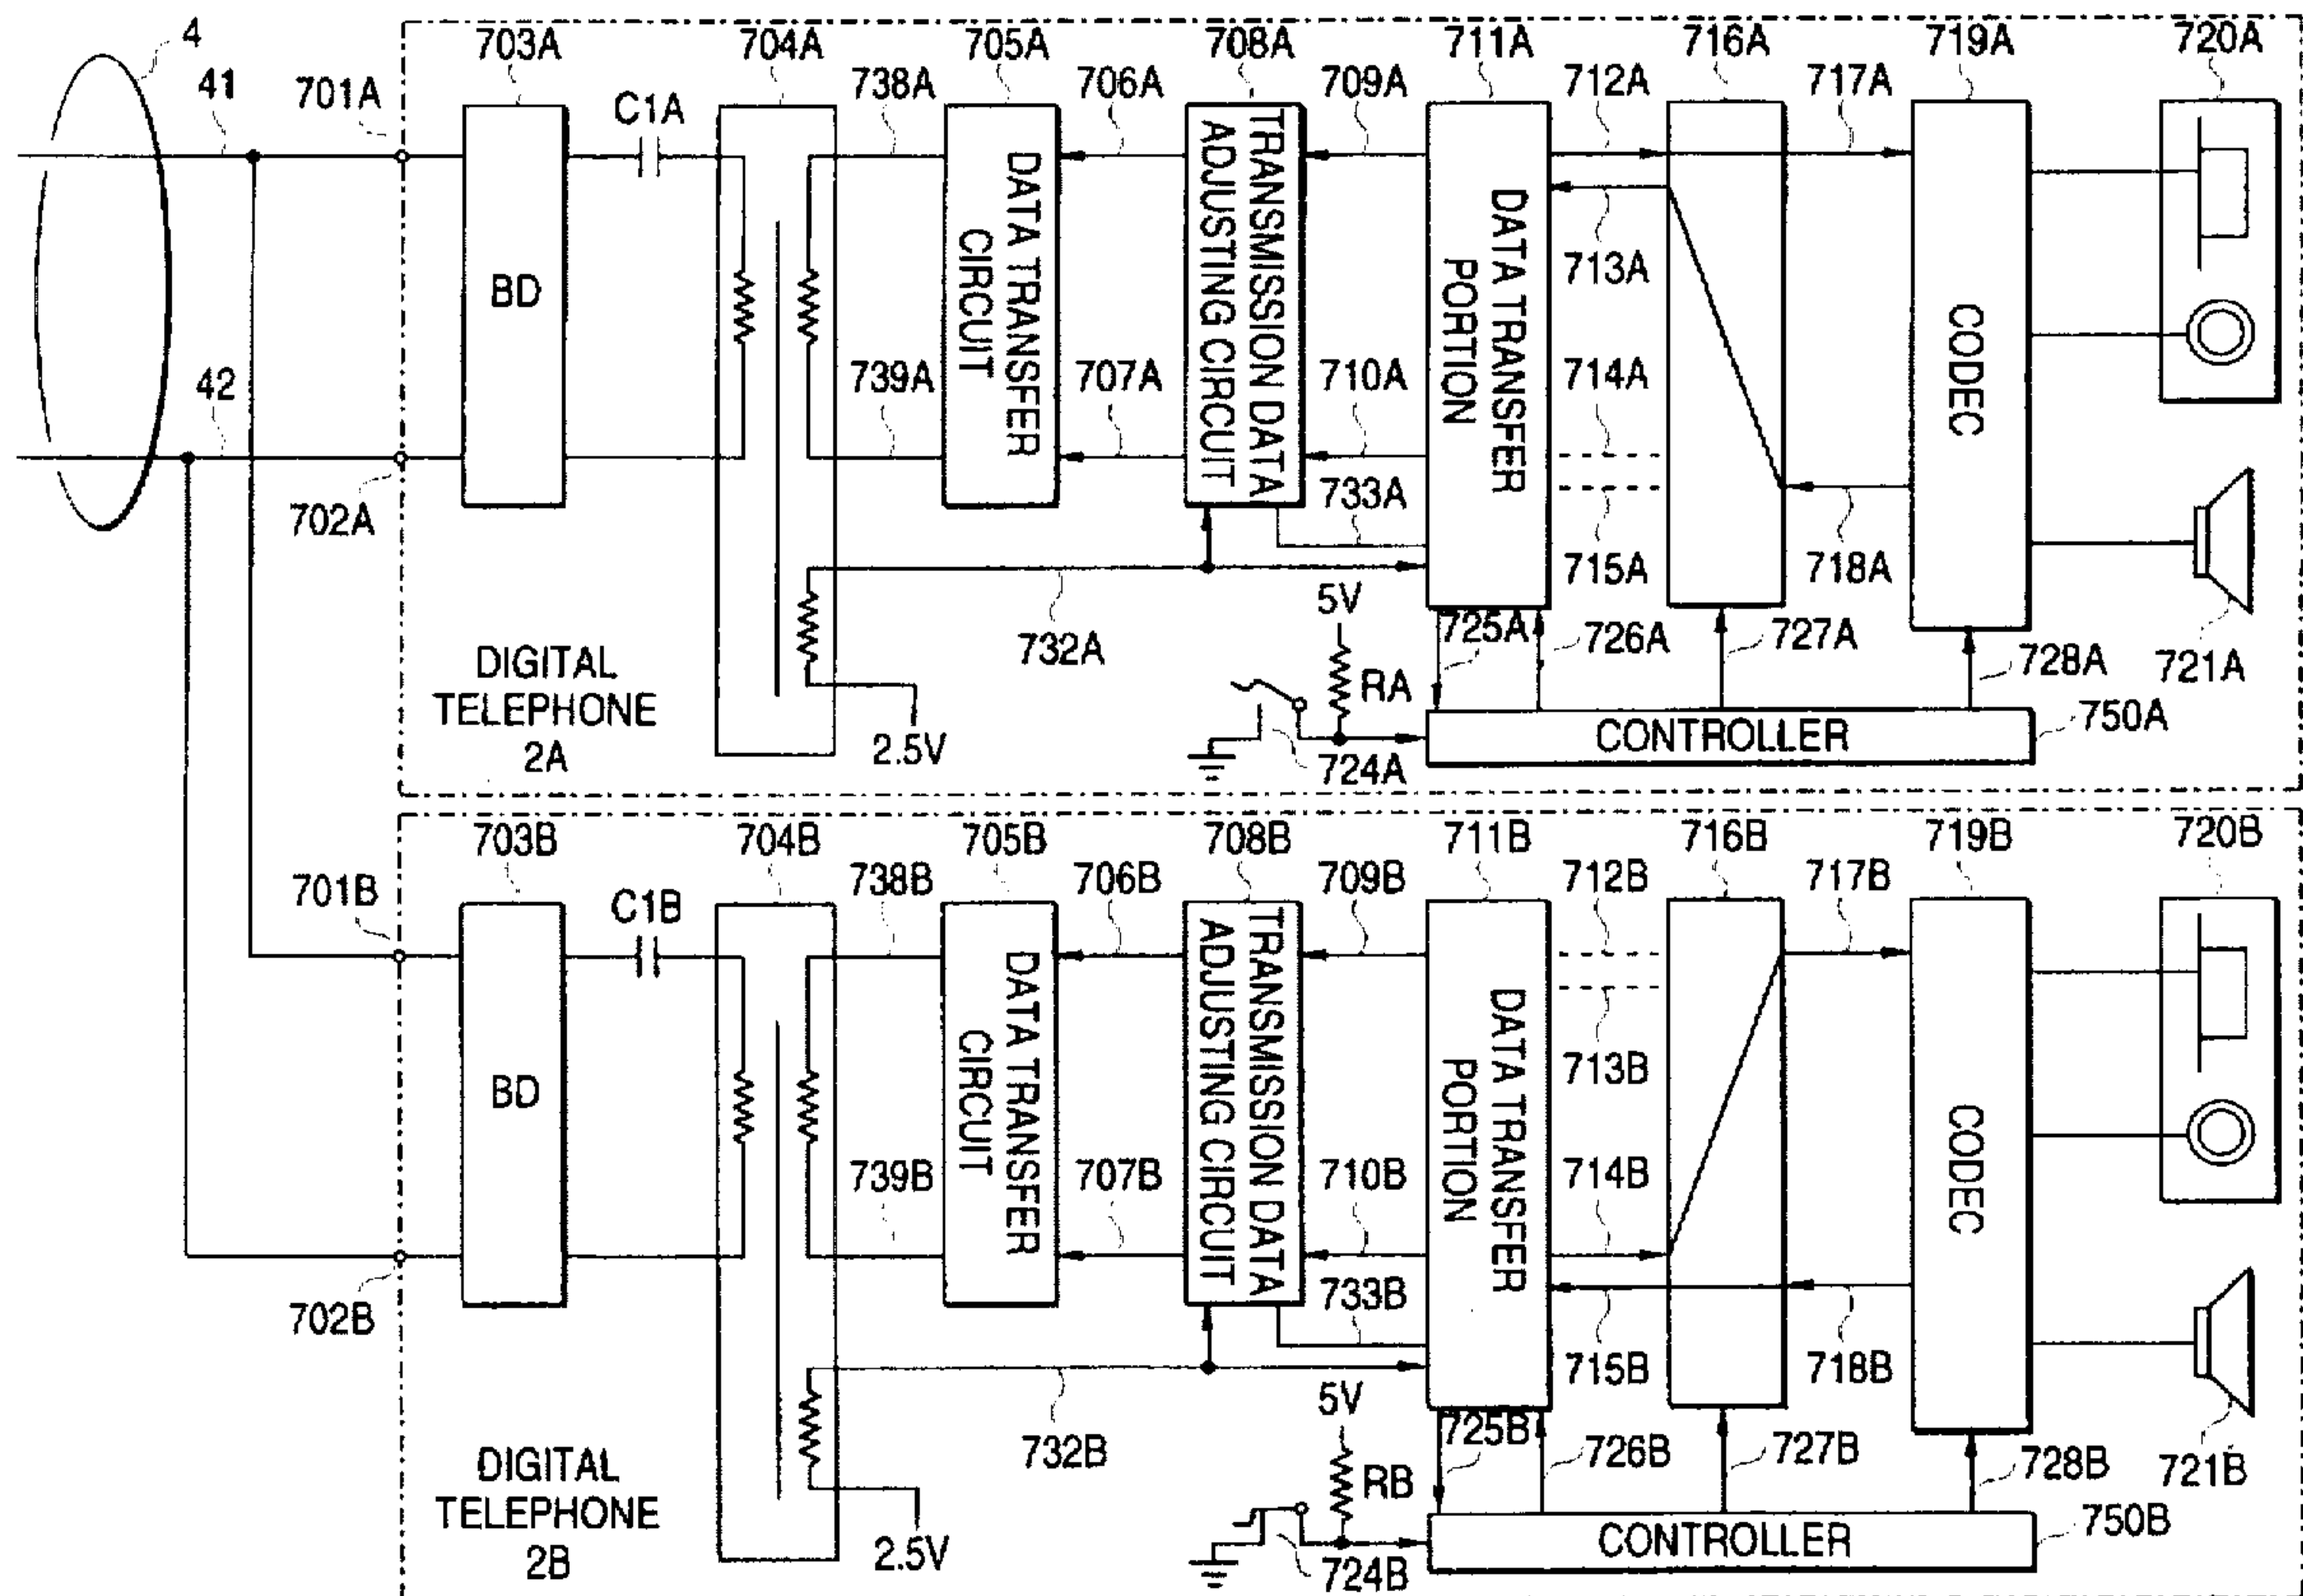 4
703A
704A
705A
708A
711A
716A
719A
720A
41
701A
C1A
738A
706A
709A
712A
717A
BD
DATA TRANSFER
CIRCUIT
TRANSMISSION DATA
ADJUSTING CIRCUIT
DATA TRANSFER
PORTION
713A
CODEC
42
739A
707A
710A
714A
702A
733A
715A
718A
5V
732A
725A
726A
727A
728A
721A
DIGITAL
TELEPHONE
2A
RA
2.5V
724A
CONTROLLER
750A
703B
704B
705B
708B
711B
716B
719B
720B
701B
C1B
738B
706B
709B
712B
717B
BD
DATA TRANSFER
CIRCUIT
TRANSMISSION DATA
ADJUSTING CIRCUIT
DATA TRANSFER
PORTION
713B
CODEC
739B
707B
710B
714B
702B
733B
715B
718B
5V
732B
725B
726B
727B
728B
721B
DIGITAL
TELEPHONE
2B
RB
2.5V
724B
CONTROLLER
750B